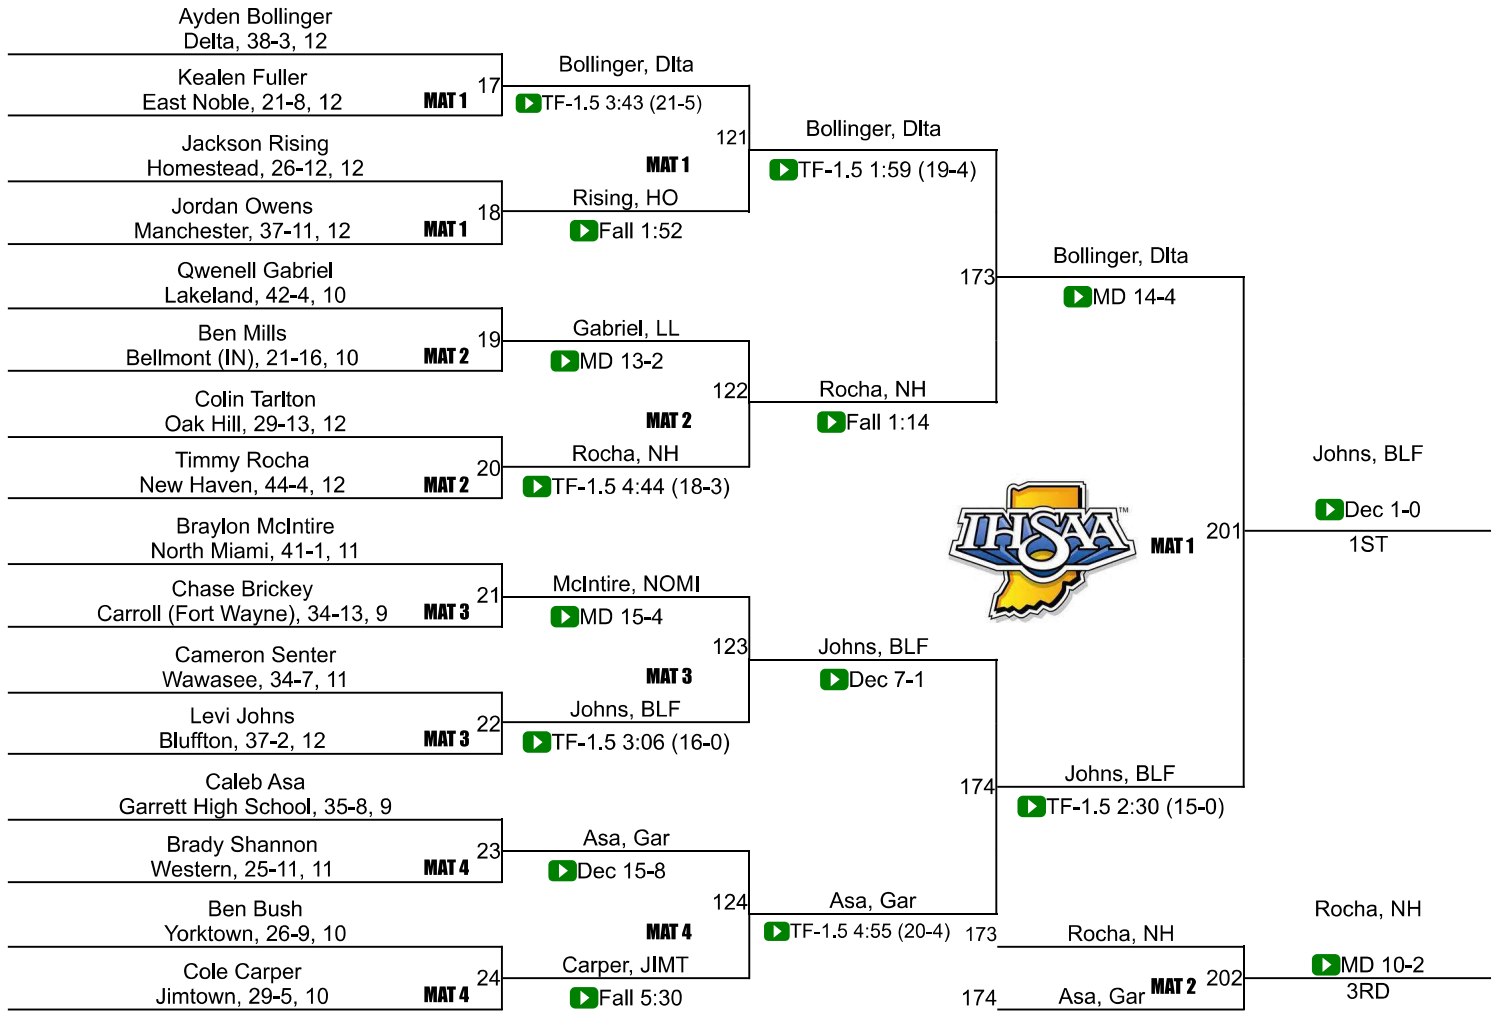 Ayden Bollinger
Delta, 38-3, 12
Kealen Fuller
East Noble, 21-8, 12
MAT 1
17
Jackson Rising
Homestead, 26-12, 12
Jordan Owens
Manchester, 37-11, 12
MAT 1
18
Qwenell Gabriel
Lakeland, 42-4, 10
Ben Mills
Bellmont (IN), 21-16, 10
MAT 2
19
Colin Tarlton
Oak Hill, 29-13, 12
Timmy Rocha
New Haven, 44-4, 12
MAT 2
20
Braylon McIntire
North Miami, 41-1, 11
Chase Brickey
Carroll (Fort Wayne), 34-13, 9
MAT 3
21
Cameron Senter
Wawasee, 34-7, 11
Levi Johns
Bluffton, 37-2, 12
MAT 3
22
Caleb Asa
Garrett High School, 35-8, 9
Brady Shannon
Western, 25-11, 11
MAT 4
23
Ben Bush
Yorktown, 26-9, 10
Cole Carper
Jimtown, 29-5, 10
MAT 4
24
Bollinger, Dlta
TF-1.5 3:43 (21-5)
MAT 1
121
Rising, HO
Fall 1:52
Gabriel, LL
MD 13-2
MAT 2
122
Rocha, NH
TF-1.5 4:44 (18-3)
McIntire, NOMI
MD 15-4
MAT 3
123
Johns, BLF
TF-1.5 3:06 (16-0)
Asa, Gar
Dec 15-8
MAT 4
124
Carper, JIMT
Fall 5:30
Bollinger, Dlta
TF-1.5 1:59 (19-4)
173
Rocha, NH
Fall 1:14
Johns, BLF
Dec 7-1
174
Asa, Gar
TF-1.5 4:55 (20-4)
Bollinger, Dlta
MD 14-4
IHSAA
TM
MAT 1
201
Johns, BLF
TF-1.5 2:30 (15-0)
Johns, BLF
Dec 1-0
1ST
173
Rocha, NH
174
Asa, Gar
MAT 2
202
Rocha, NH
MD 10-2
3RD